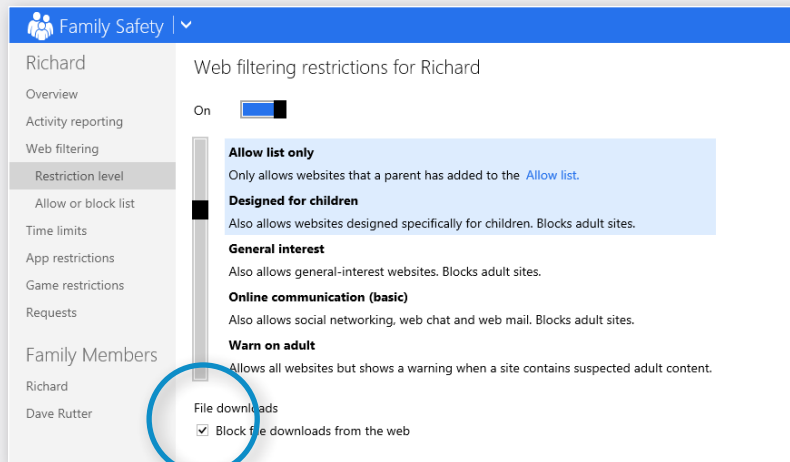 Family Safety
Richard
Overview
Activity reporting
Web filtering
Restriction level
Allow or block list
Time limits
App restrictions
Game restrictions
Requests
Family Members
Richard
Dave Rutter
Web filtering restrictions for Richard
On
Allow list only
Only allows websites that a parent has added to the Allow list.
Designed for children
Also allows websites designed specifically for children. Blocks adult sites.
General interest
Also allows general-interest websites. Blocks adult sites.
Online communication (basic)
Also allows social networking, web chat and web mail. Blocks adult sites.
Warn on adult
Allows all websites but shows a warning when a site contains suspected adult content.
File downloads
Block file downloads from the web